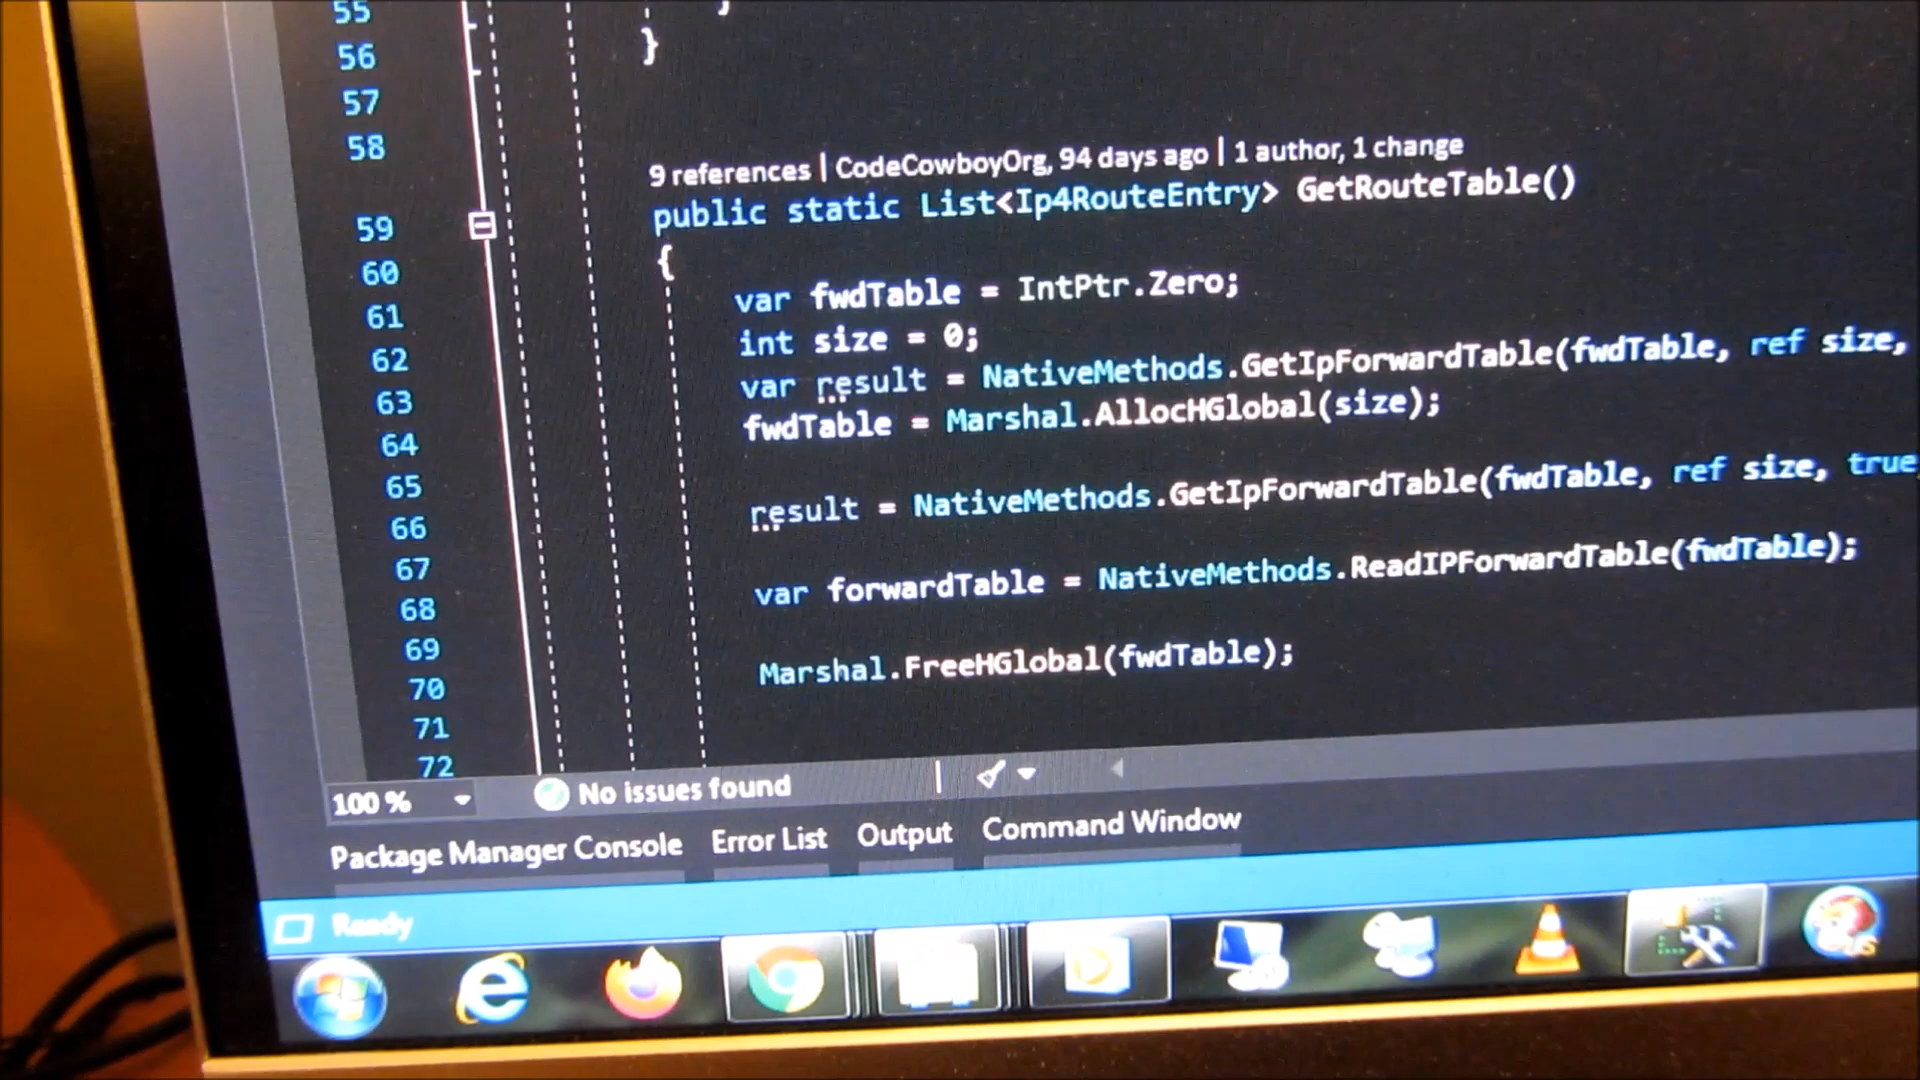 55
56 }
57
58
9 references | CodeCowboyOrg, 94 days ago | 1 author, 1 change
59 public static List<Ip4RouteEntry> GetRouteTable()
60 {
61 var fwdTable = IntPtr.Zero;
62 int size = 0;
63 var result = NativeMethods.GetIpForwardTable(fwdTable, ref size,
64 fwdTable = Marshal.AllocHGlobal(size);
65
66 result = NativeMethods.GetIpForwardTable(fwdTable, ref size, true
67
68 var forwardTable = NativeMethods.ReadIPForwardTable(fwdTable);
69
70 Marshal.FreeHGlobal(fwdTable);
71
72
100 % No issues found
Package Manager Console Error List Output Command Window
Ready